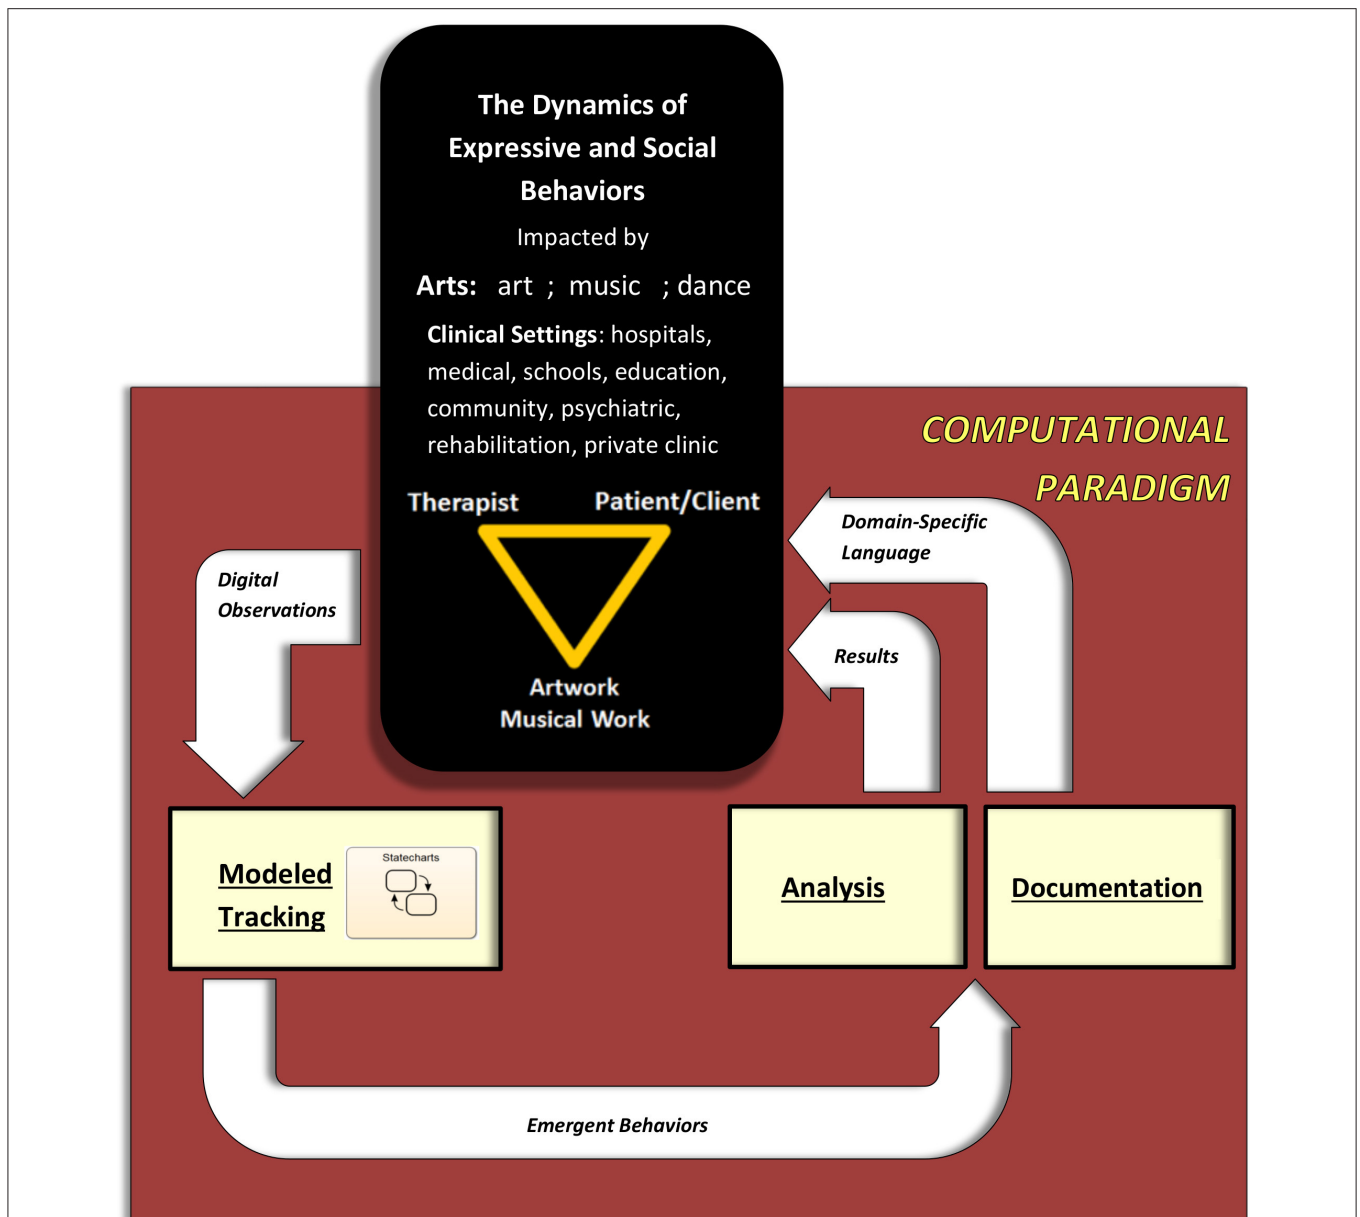 The Dynamics of
Expressive and Social
Behaviors
Impacted by
Arts: art ; music ; dance
Clinical Settings: hospitals,
medical, schools, education,
community, psychiatric,
rehabilitation, private clinic
Therapist Patient/Client
Artwork
Musical Work
COMPUTATIONAL
PARADIGM
Domain-Specific
Language
Results
Digital
Observations
Modeled
Tracking
Statecharts
Analysis
Documentation
Emergent Behaviors